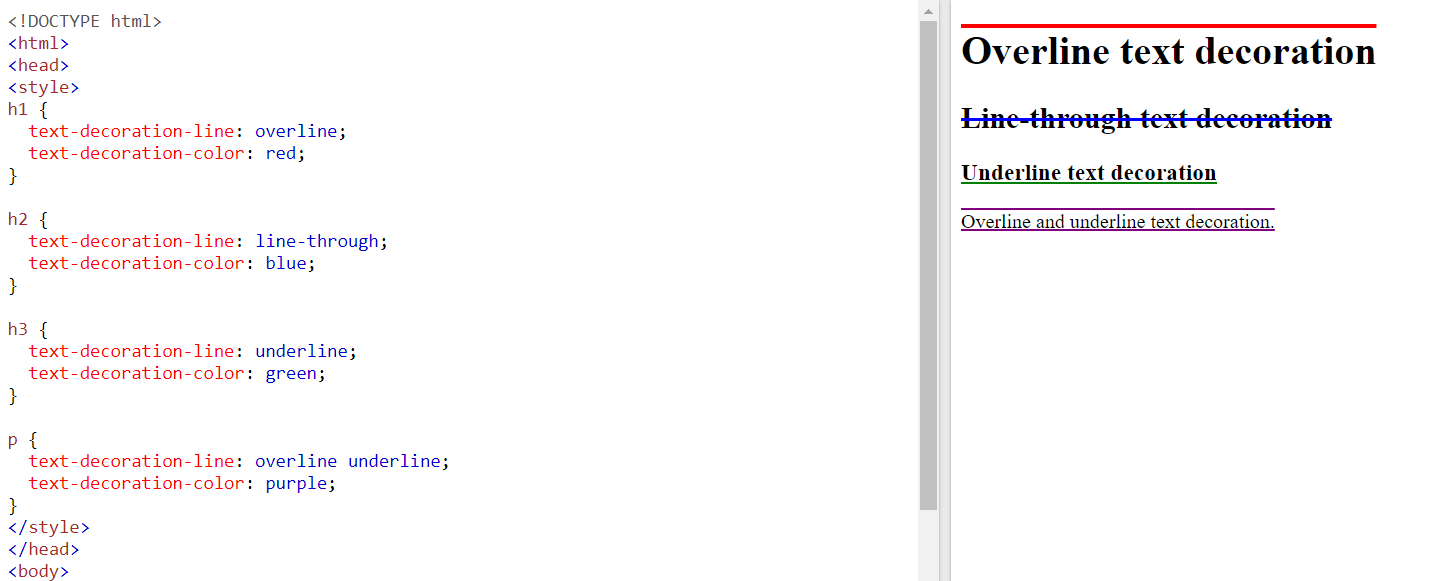 <!DOCTYPE html>
<html>
<head>
<style>
h1 {
  text-decoration-line: overline;
  text-decoration-color: red;
}

h2 {
  text-decoration-line: line-through;
  text-decoration-color: blue;
}

h3 {
  text-decoration-line: underline;
  text-decoration-color: green;
}

p {
  text-decoration-line: overline underline;
  text-decoration-color: purple;
}
</style>
</head>
<body>
Overline text decoration
Line-through text decoration
Underline text decoration
Overline and underline text decoration.